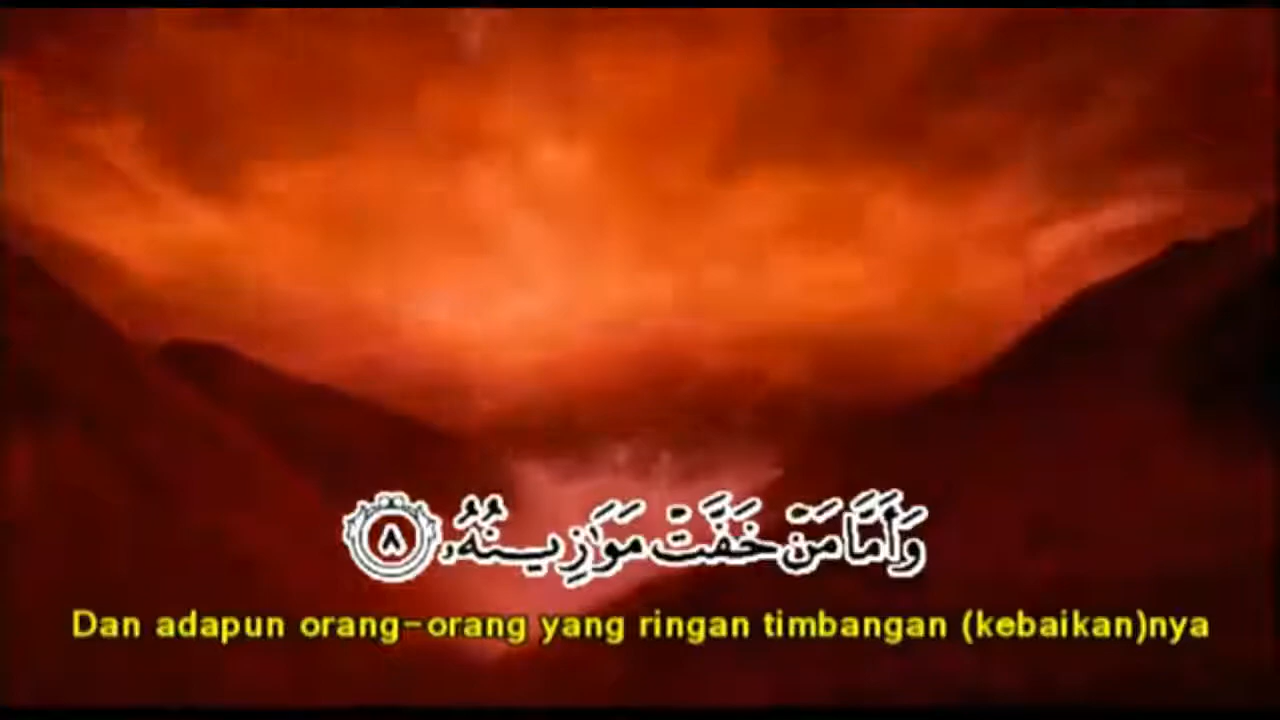 وَأَمَّا مَنْ خَفَّتْ مَوَٰزِينُهُۥ ٨
Dan adapun orang-orang yang ringan timbangan (kebaikan)nya